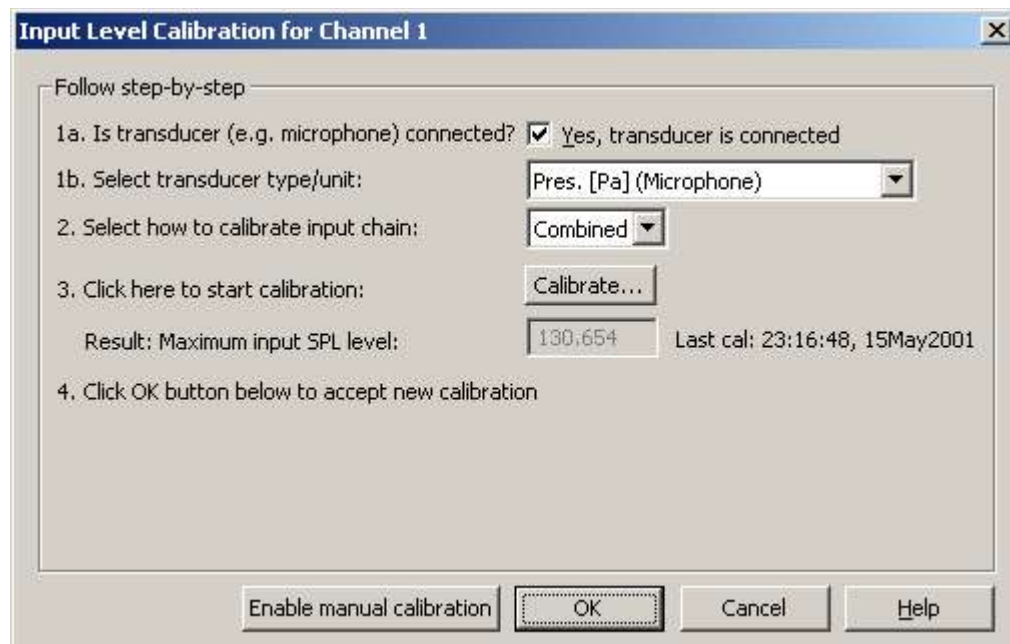 Input Level Calibration for Channel 1
Follow step-by-step
1a. Is transducer (e.g. microphone) connected? Yes, transducer is connected
1b. Select transducer type/unit: Pres. [Pa] (Microphone)
2. Select how to calibrate input chain: Combined
3. Click here to start calibration: Calibrate...
Result: Maximum input SPL level: 130,654 Last cal: 23:16:48, 15May2001
4. Click OK button below to accept new calibration
Enable manual calibration OK Cancel Help